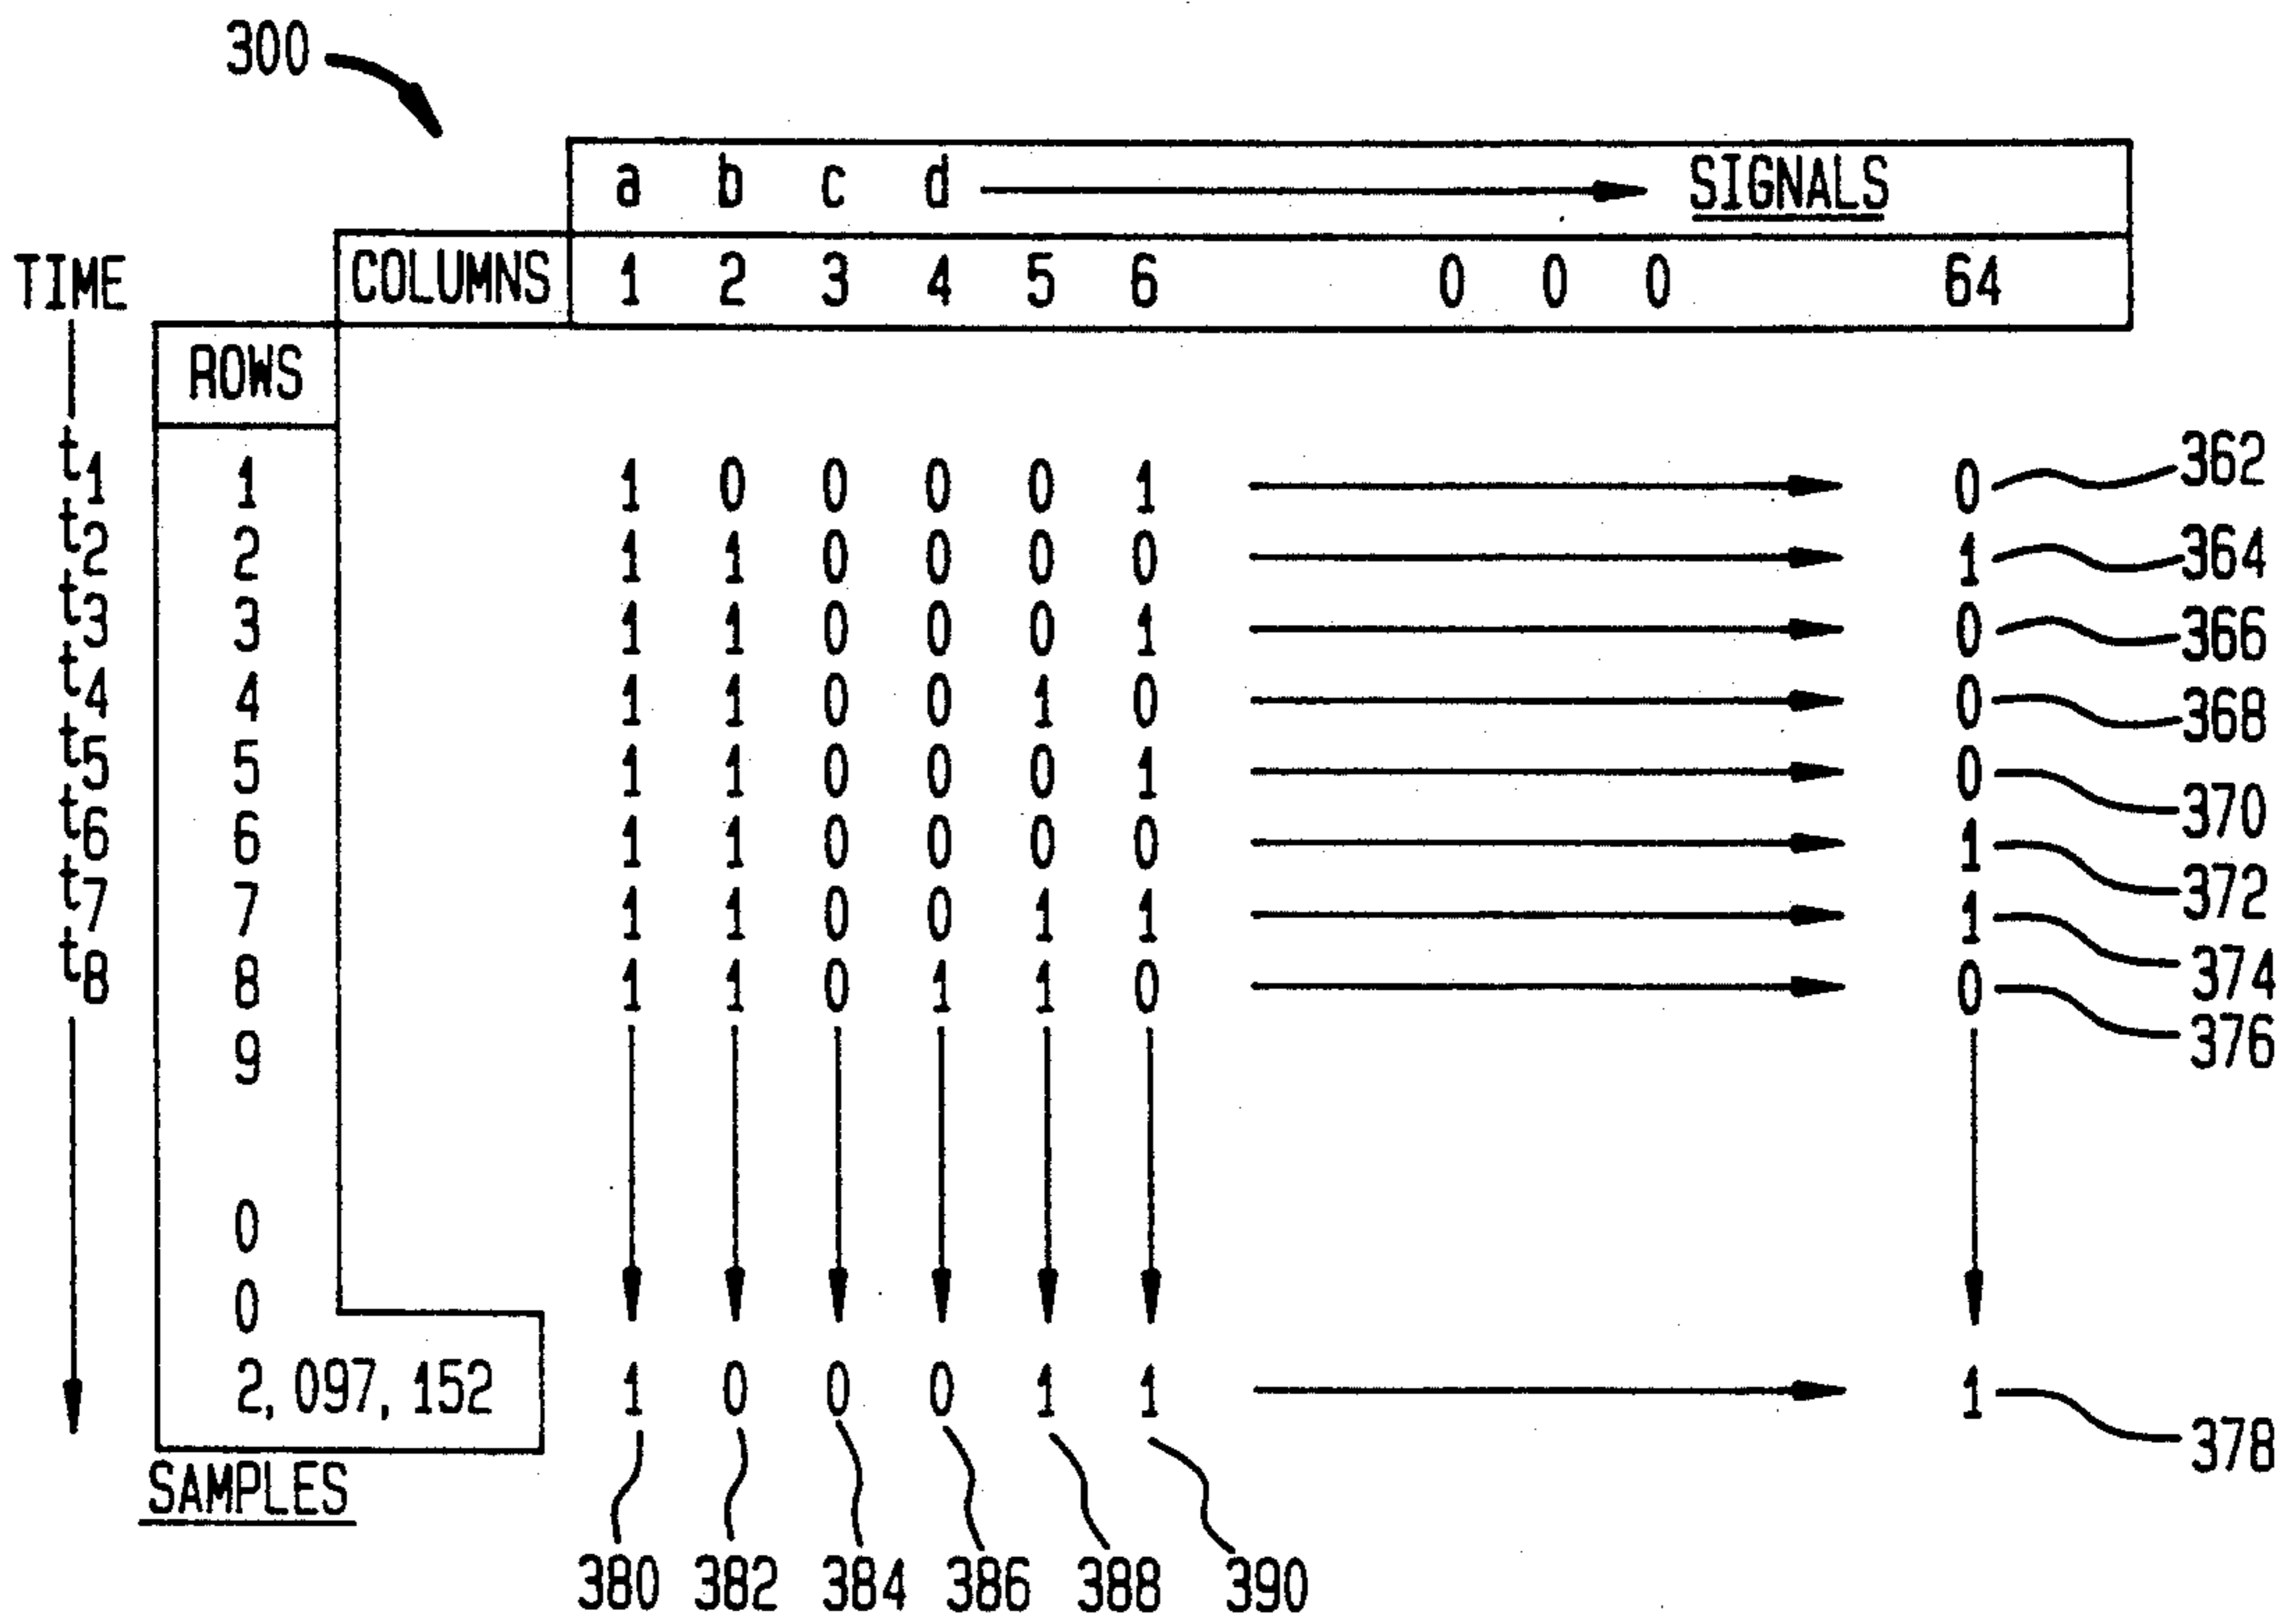 300
a b c d SIGNALS
TIME COLUMNS 1 2 3 4 5 6 0 0 0 64
ROWS
t1 1 1 0 0 0 0 1 0 362
t2 2 1 1 0 0 0 0 1 364
t3 3 1 1 0 0 0 1 0 366
t4 4 1 1 0 0 1 0 0 368
t5 5 1 1 0 0 0 1 0 370
t6 6 1 1 0 0 0 0 1 372
t7 7 1 1 0 0 1 1 1 374
t8 8 1 1 0 1 1 0 0 376
9
0
0
2,097,152 1 0 0 0 1 1 1 378
SAMPLES
380 382 384 386 388 390